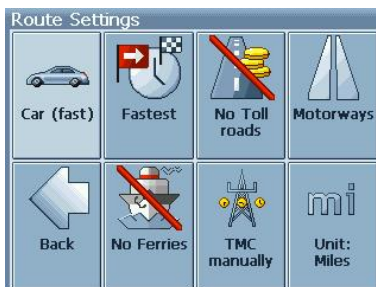 Route Settings
Car (fast)
Fastest
No Toll
roads
Motorways
Back
No Ferries
TMC
manually
mi
Unit:
Miles